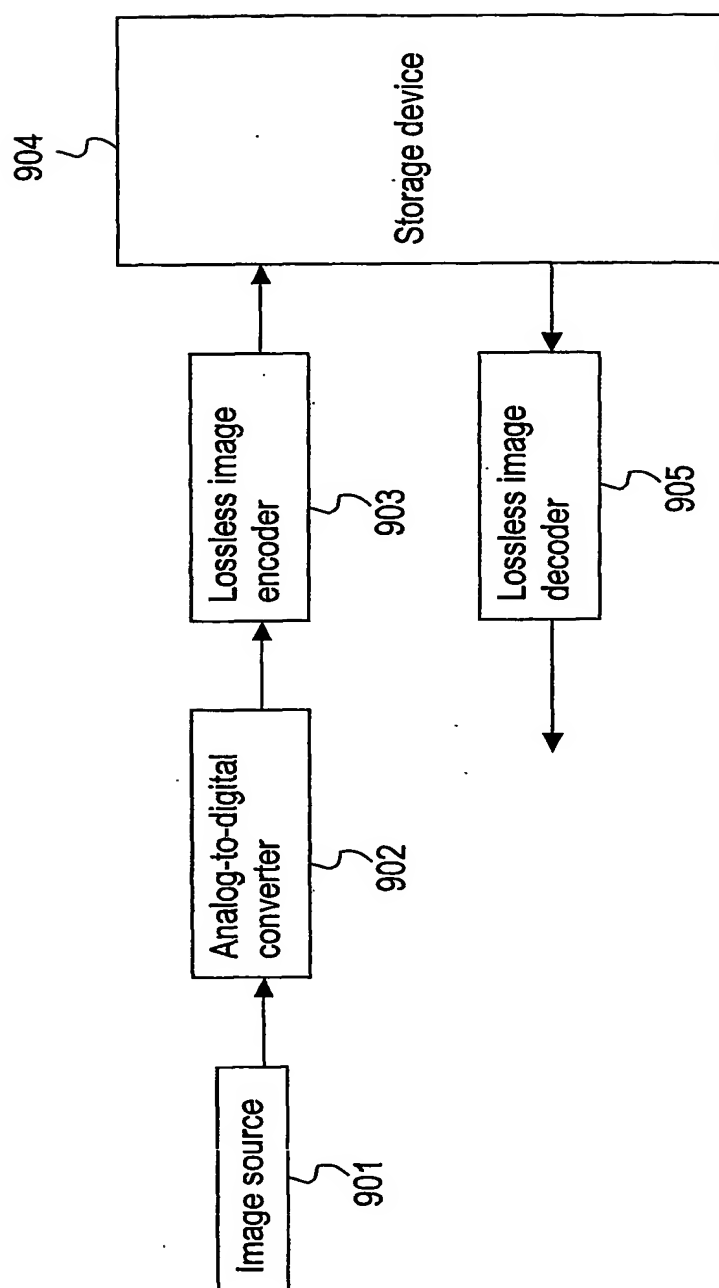 Image source
901
Analog-to-digital
converter
902
Lossless image
encoder
903
Storage device
904
Lossless image
decoder
905